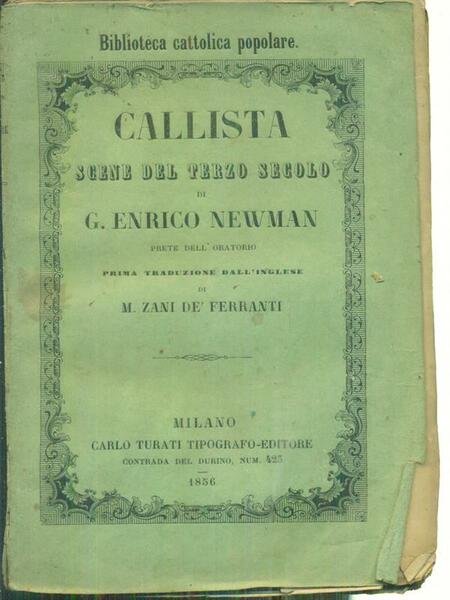 Biblioteca cattolica popolare.
CALLISTA
SCENE DEL TERZO SECOLO
DI
G. ENRICO NEWMAN
PRETE DELL' ORATORIO
PRIMA TRADUZIONE DALL'INGLESE
DI
M. ZANI DE' FERRANTI
MILANO
CARLO TURATI TIPOGRAFO-EDITORE
CONTRADA DEL DURINO, NUM. 425
1856